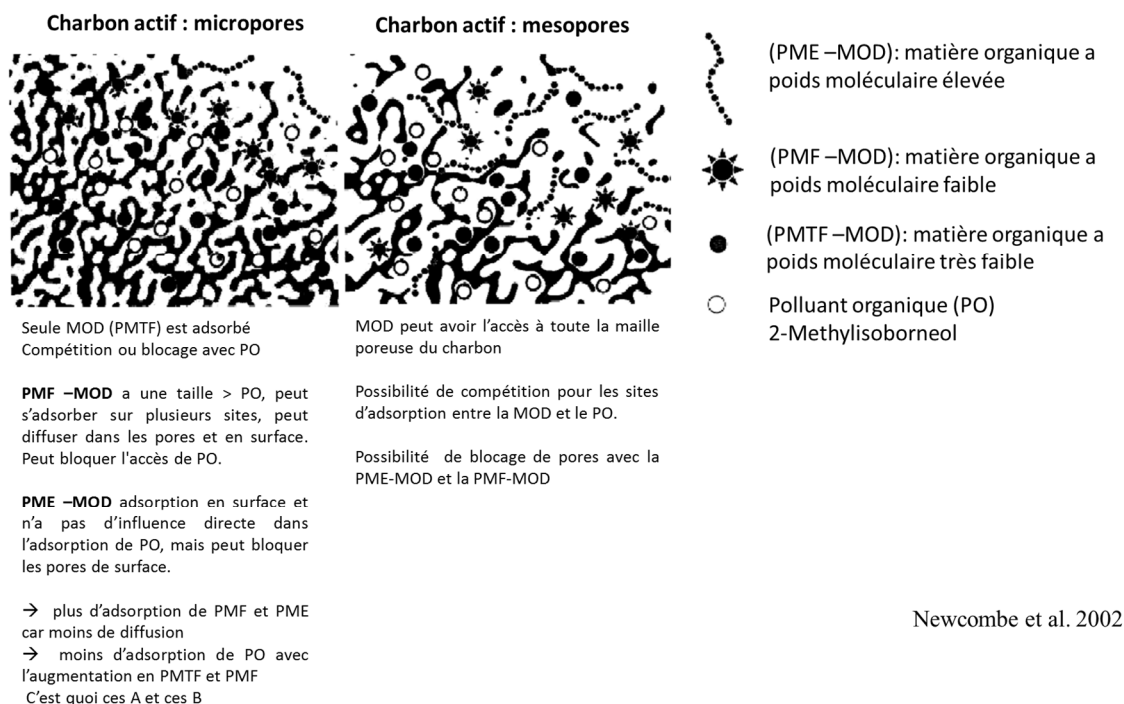 Charbon actif : micropores
Seule MOD (PMTF) est adsorbé
Compétition ou blocage avec PO
PMF –MOD a une taille > PO, peut
s'adsorber sur plusieurs sites, peut
diffuser dans les pores et en surface.
Peut bloquer l'accès de PO.
PME –MOD adsorption en surface et
n'a pas d'influence directe dans
l'adsorption de PO, mais peut bloquer
les pores de surface.
→ plus d'adsorption de PMF et PME
car moins de diffusion
→ moins d'adsorption de PO avec
l'augmentation en PMTF et PMF
C'est quoi ces A et ces B
Charbon actif : mesopores
MOD peut avoir l'accès à toute la maille
poreuse du charbon
Possibilité de compétition pour les sites
d'adsorption entre la MOD et le PO.
Possibilité de blocage de pores avec la
PME-MOD et la PMF-MOD
(PME –MOD): matière organique a
poids moléculaire élevée
(PMF –MOD): matière organique a
poids moléculaire faible
(PMTF –MOD): matière organique a
poids moléculaire très faible
Polluant organique (PO)
2-Methylisoborneol
Newcombe et al. 2002